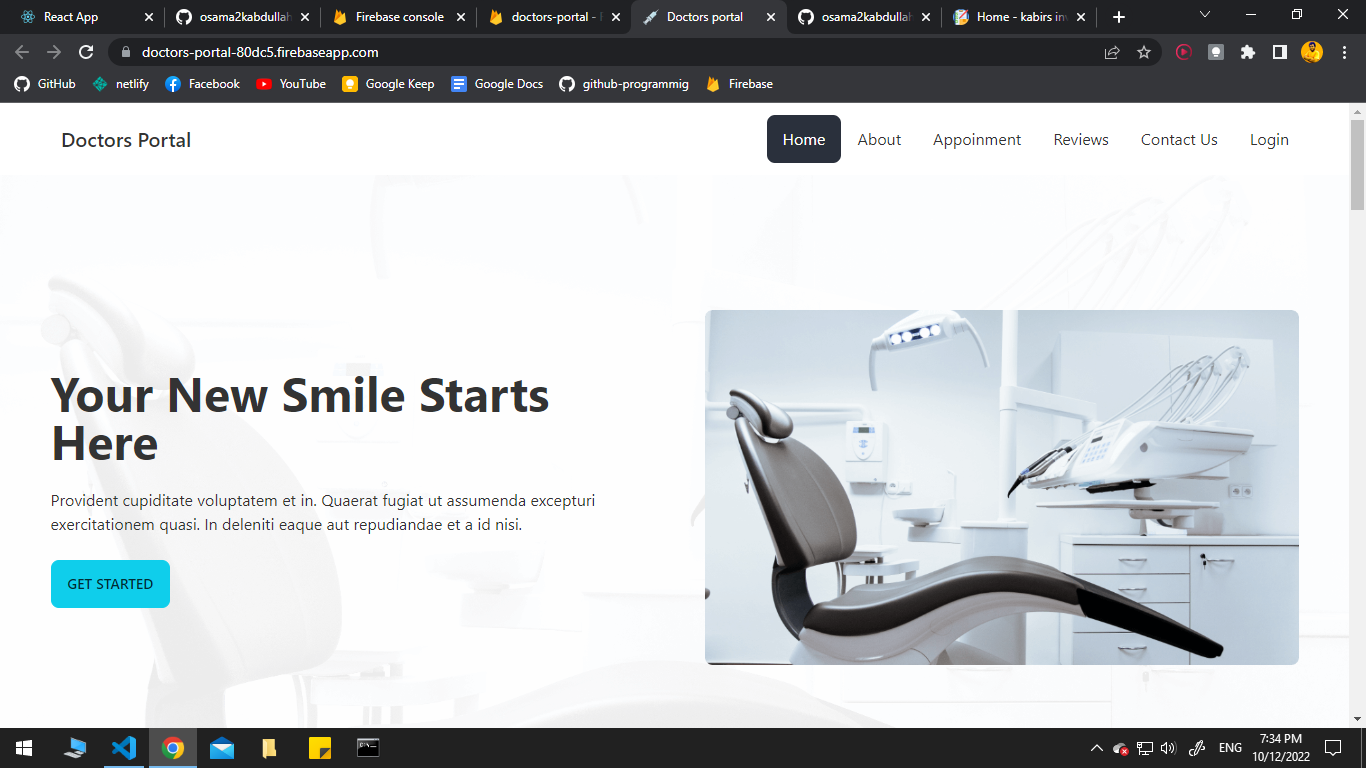 React App
osama2kabdullah
Firebase console
doctors-portal -
Doctors portal
osama2kabdullah
Home - kabirs inv
doctors-portal-80dc5.firebaseapp.com
GitHub
netlify
Facebook
YouTube
Google Keep
Google Docs
github-programmig
Firebase
Doctors Portal
Home
About
Appoinment
Reviews
Contact Us
Login
Your New Smile Starts
Here
Provident cupiditate voluptatem et in. Quaerat fugiat ut assumenda excepturi
exercitationem quasi. In deleniti eaque aut repudiandae et a id nisi.
GET STARTED
ENG
7:34 PM
10/12/2022